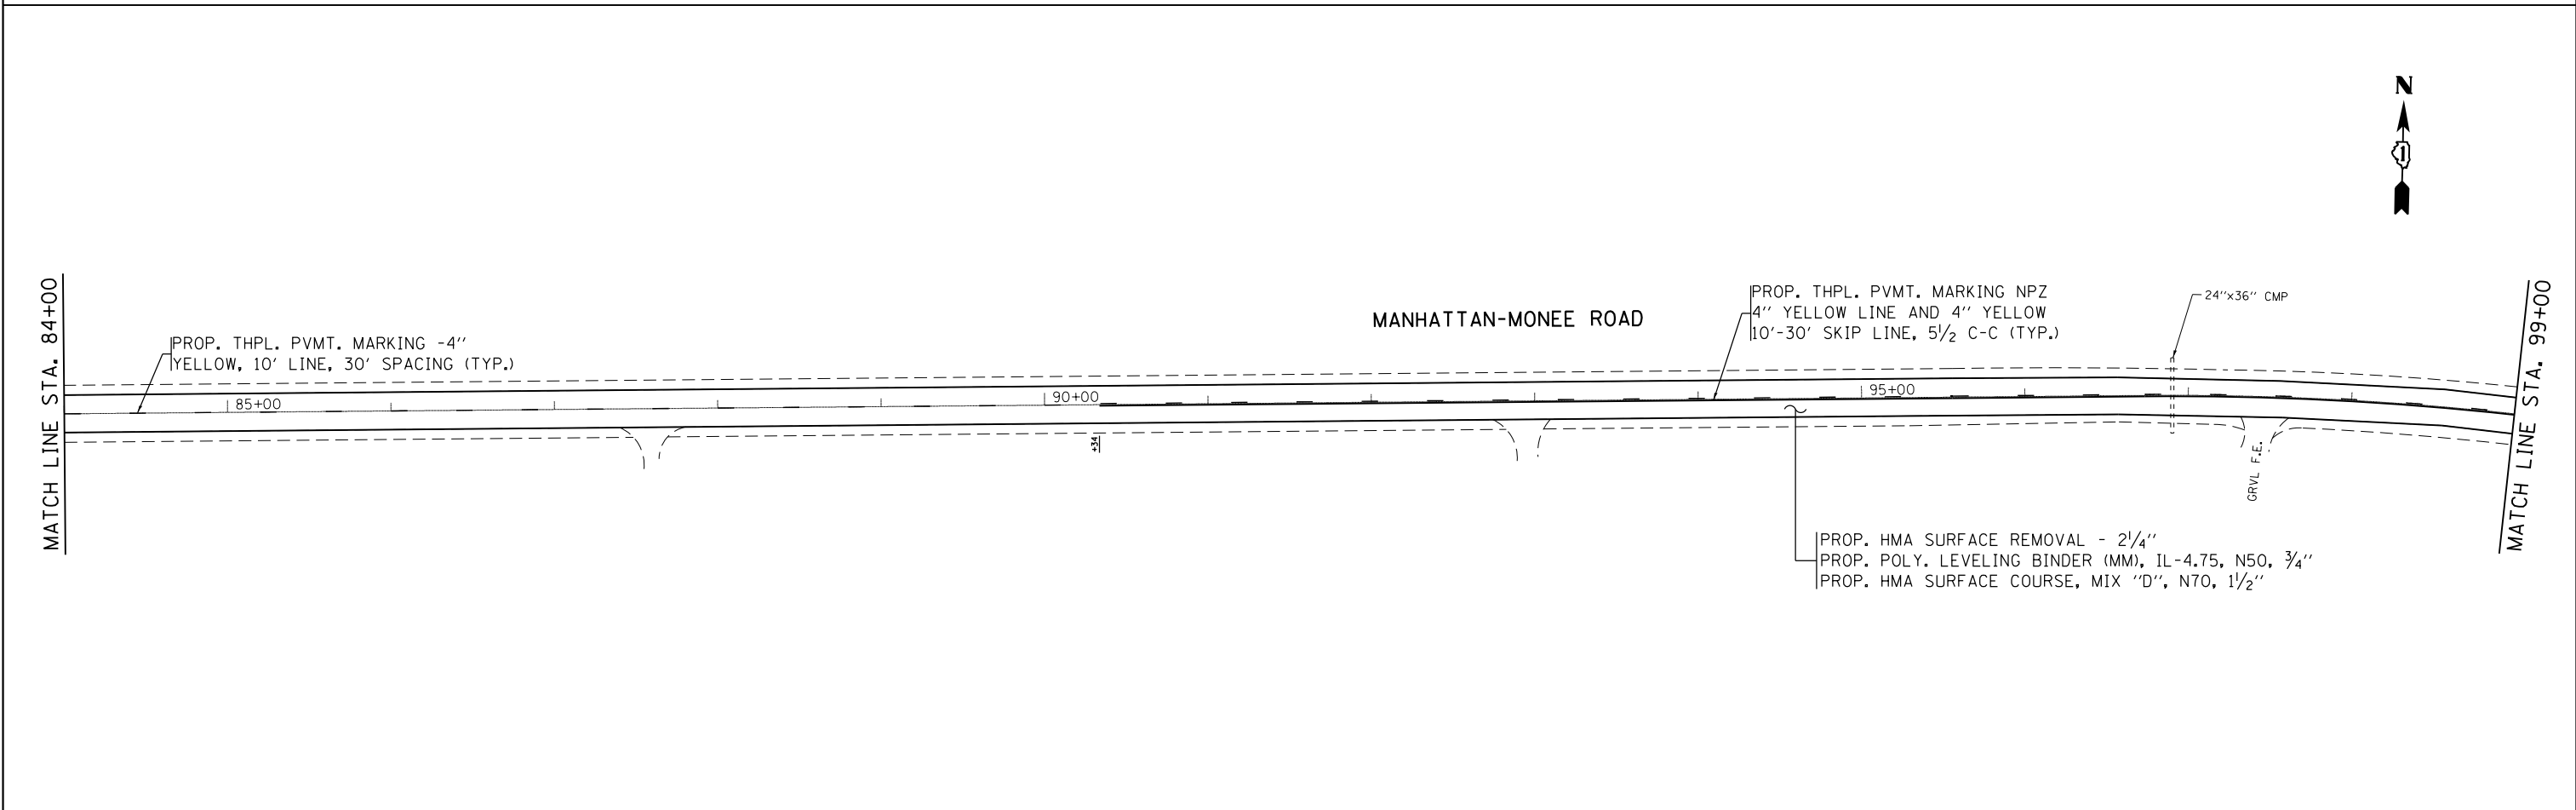 N
1
MATCH LINE STA. 84+00
PROP. THPL. PVMT. MARKING -4"
YELLOW, 10' LINE, 30' SPACING (TYP.)
MANHATTAN-MONEE ROAD
PROP. THPL. PVMT. MARKING NPZ
4" YELLOW LINE AND 4" YELLOW
10'-30' SKIP LINE, 5½ C-C (TYP.)
24"x36" CMP
MATCH LINE STA. 99+00
85+00
90+00
95+00
+34
GRVL F.E.
PROP. HMA SURFACE REMOVAL - 2¼"
PROP. POLY. LEVELING BINDER (MM), IL-4.75, N50, ¾"
PROP. HMA SURFACE COURSE, MIX "D", N70, 1½"